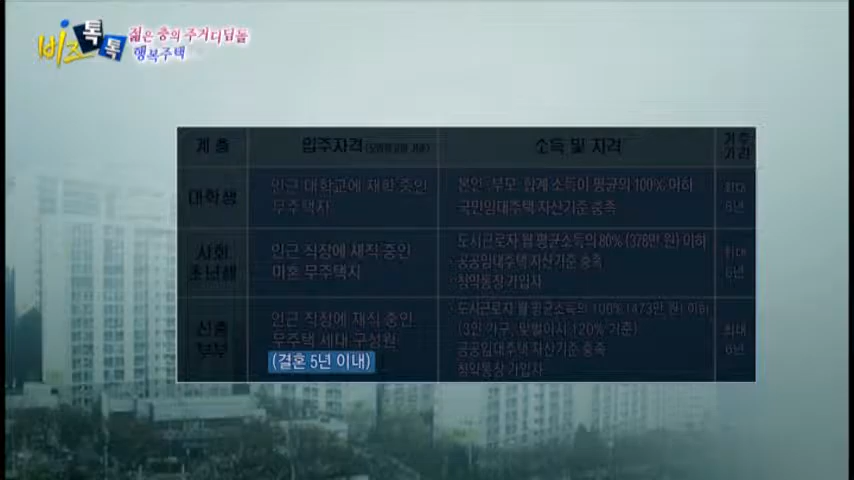 비즈톡톡
젊은 층의 주거디딤돌
행복주택
계 층
입주자격
소득 및 자격
거주
기간
대학생
인근 대학교에 재학 중인
무주택자
본인·부모 합계 소득이 평균의 100% 이하
국민임대주택 자산기준 충족
최대
6년
사회
초년생
인근 직장에 재직 중인
미혼 무주택자
도시근로자 월 평균소득의 80% (378만 원) 이하
공공임대주택 자산기준 충족
청약통장 가입자
최대
6년
신혼
부부
인근 직장에 재직 중인
무주택 세대 구성원
(결혼 5년 이내)
도시근로자 월 평균소득의 100% (473만 원) 이하
(3인 가구, 맞벌이시 120% 기준)
공공임대주택 자산기준 충족
청약통장 가입자
최대
6년